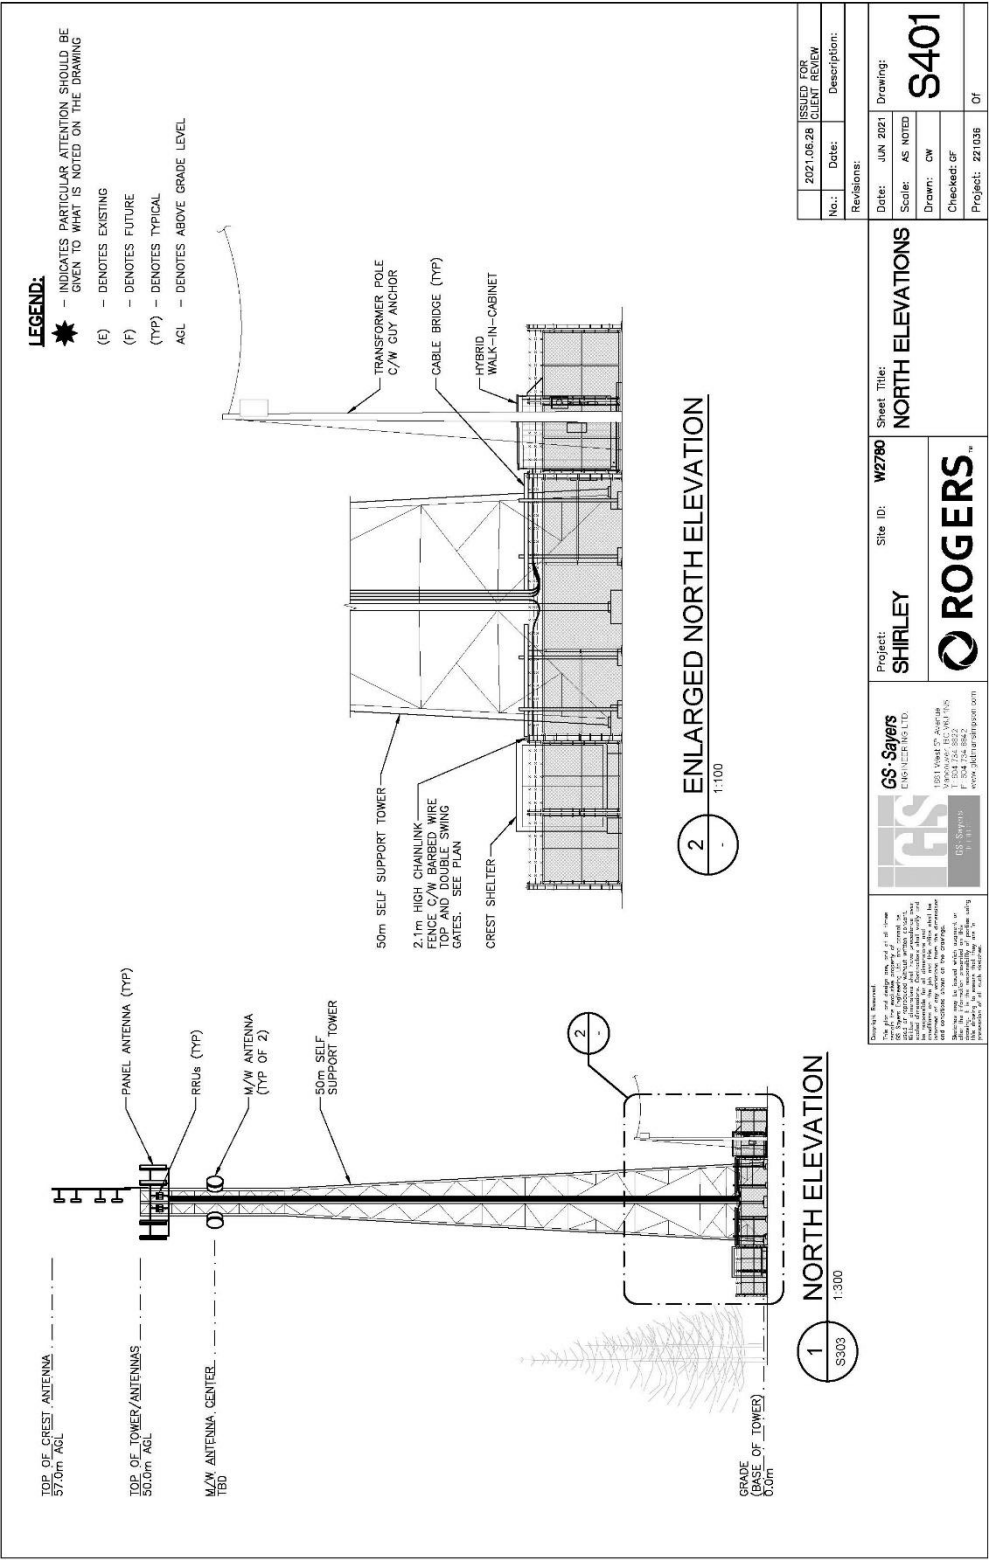 LEGEND:
– INDICATES PARTICULAR ATTENTION SHOULD BE
GIVEN TO WHAT IS NOTED ON THE DRAWING
(E) – DENOTES EXISTING
(F) – DENOTES FUTURE
(TYP) – DENOTES TYPICAL
AGL – DENOTES ABOVE GRADE LEVEL
TOP OF CREST ANTENNA
57.0m AGL
TOP OF TOWER/ANTENNAS
50.0m AGL
M/W ANTENNA CENTER
TBD
GRADE
(BASE OF TOWER)
0.0m
PANEL ANTENNA (TYP)
RRUs (TYP)
M/W ANTENNA
(TYP OF 2)
50m SELF
SUPPORT TOWER
2
-
1
S303
NORTH ELEVATION
1:300
50m SELF SUPPORT TOWER
2.1m HIGH CHAINLINK
FENCE C/W BARBED WIRE
TOP AND DOUBLE SWING
GATES. SEE PLAN
CREST SHELTER
TRANSFORMER POLE
C/W GUY ANCHOR
CABLE BRIDGE (TYP)
HYBRID
WALK-IN-CABINET
2
-
ENLARGED NORTH ELEVATION
1:100
Copyright Reserved.
GS
GS·Sayers
GS·Sayers
ENGINEERING LTD.
Project:
SHIRLEY
Site ID: W2780
ROGERS™
Sheet Title:
NORTH ELEVATIONS
2021.06.28 ISSUED FOR
CLIENT REVIEW
No.: Date: Description:
Revisions:
Date: JUN 2021
Scale: AS NOTED
Drawn: CW
Checked: GF
Project: 221036
Drawing:
S401
Of